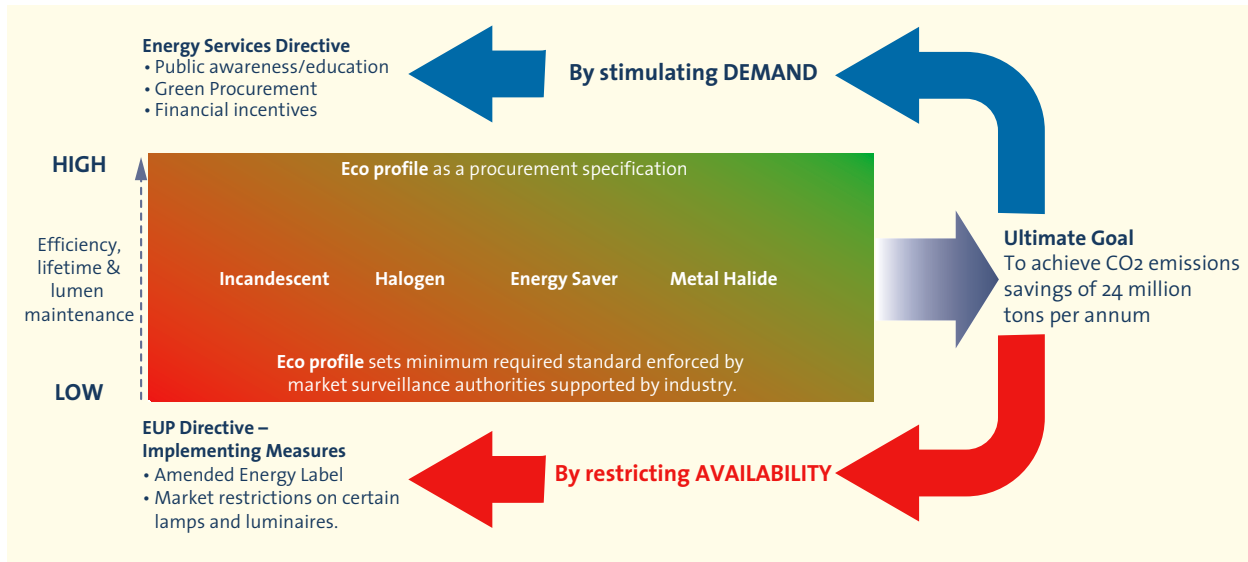 Energy Services Directive
• Public awareness/education
• Green Procurement
• Financial incentives
By stimulating DEMAND
HIGH
Efficiency,
lifetime &
lumen
maintenance
LOW
Eco profile as a procurement specification
Incandescent
Halogen
Energy Saver
Metal Halide
Eco profile sets minimum required standard enforced by
market surveillance authorities supported by industry.
Ultimate Goal
To achieve CO2 emissions
savings of 24 million
tons per annum
EUP Directive –
Implementing Measures
• Amended Energy Label
• Market restrictions on certain
lamps and luminaires.
By restricting AVAILABILITY